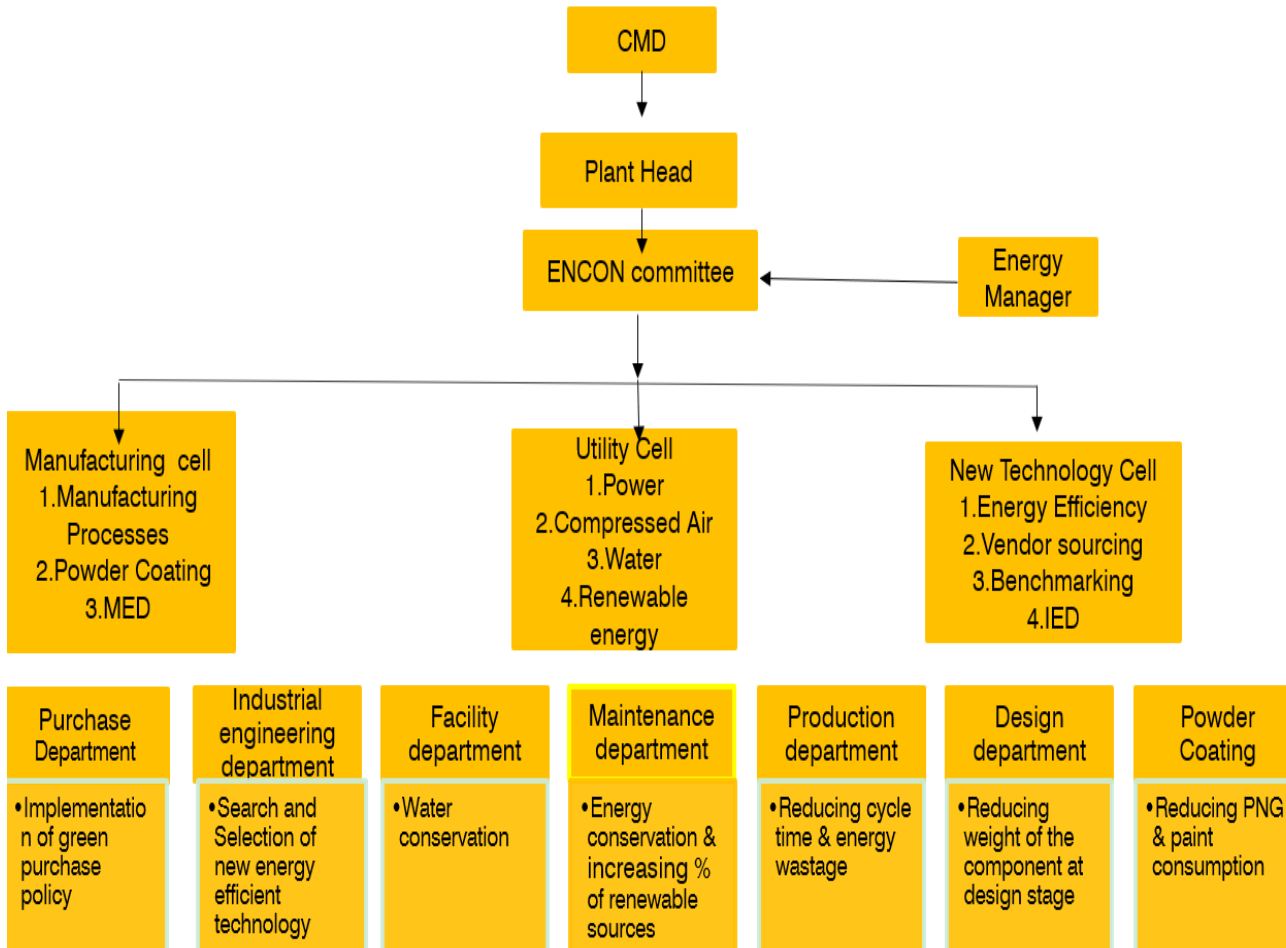 CMD
Plant Head
ENCON committee
Energy
Manager
Manufacturing cell
1.Manufacturing
Processes
2.Powder Coating
3.MED
Utility Cell
1.Power
2.Compressed Air
3.Water
4.Renewable
energy
New Technology Cell
1.Energy Efficiency
2.Vendor sourcing
3.Benchmarking
4.IED
Purchase
Department
•Implementatio
n of green
purchase
policy
Industrial
engineering
department
•Search and
Selection of
new energy
efficient
technology
Facility
department
•Water
conservation
Maintenance
department
•Energy
conservation &
increasing %
of renewable
sources
Production
department
•Reducing cycle
time & energy
wastage
Design
department
•Reducing
weight of the
component at
design stage
Powder
Coating
•Reducing PNG
& paint
consumption